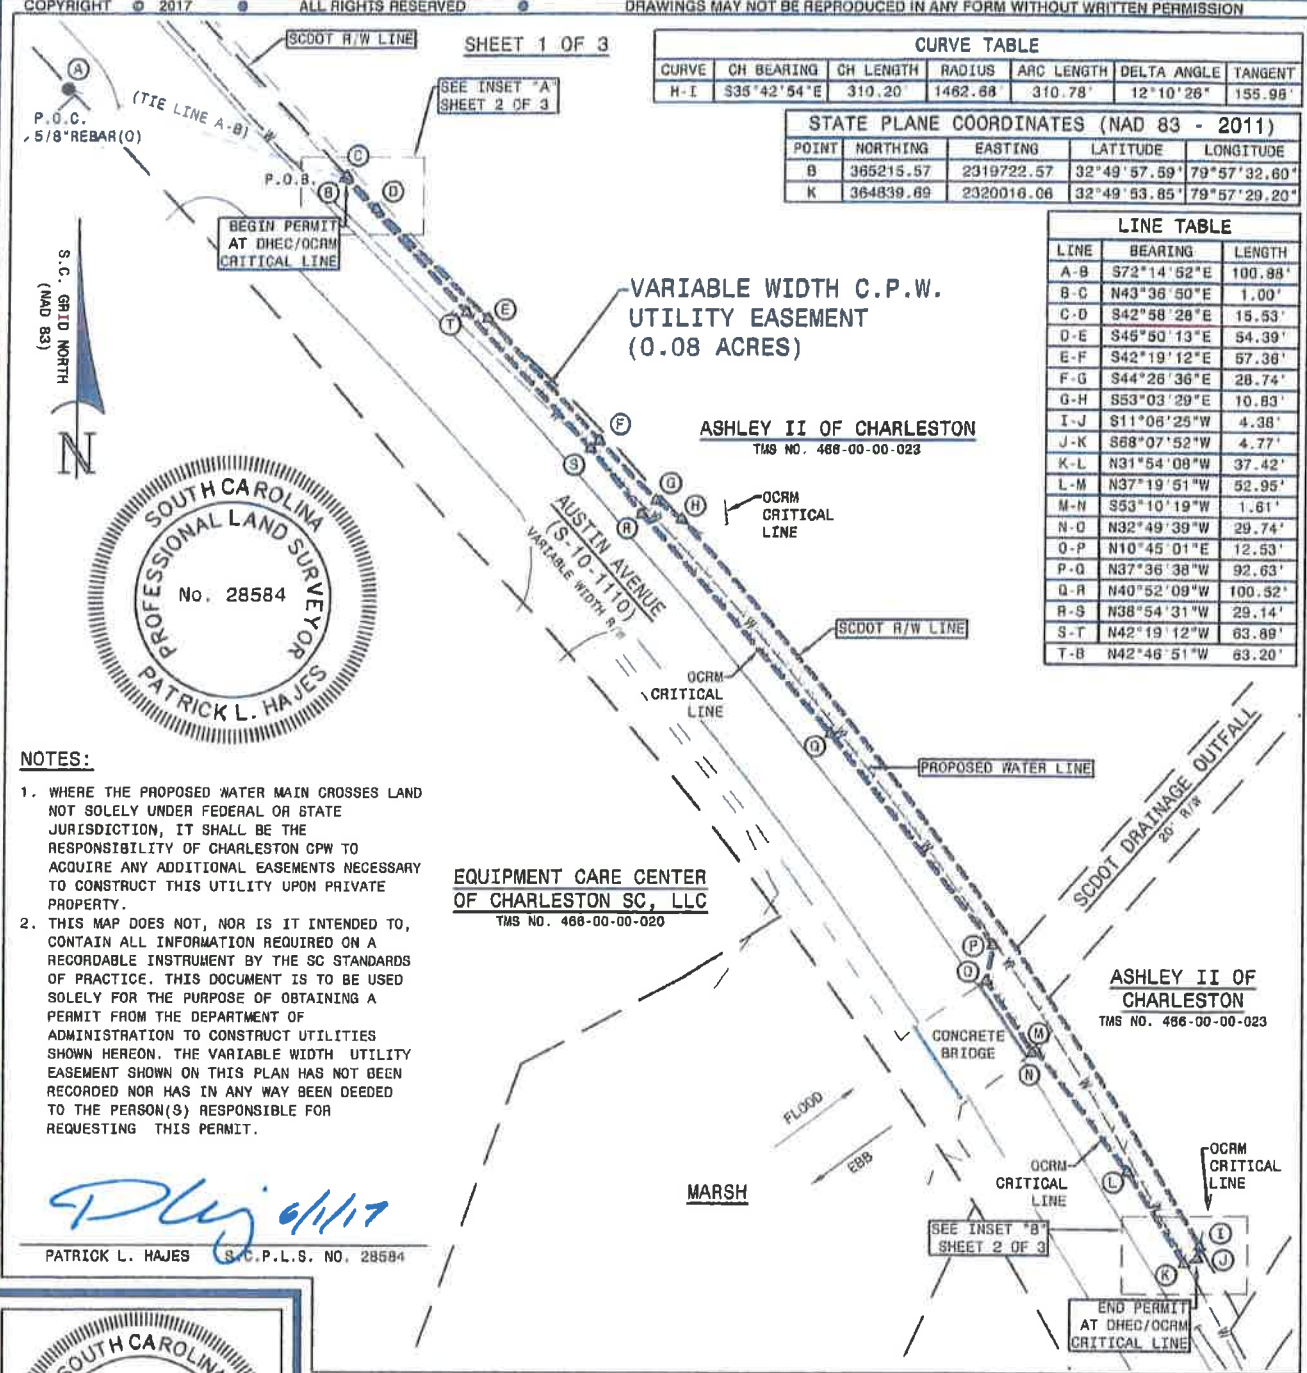 COPYRIGHT © 2017 ALL RIGHTS RESERVED DRAWINGS MAY NOT BE REPRODUCED IN ANY FORM WITHOUT WRITTEN PERMISSION
SCDOT R/W LINE
SHEET 1 OF 3
SEE INSET "A"
SHEET 2 OF 3
A
P.O.C.
5/8"REBAR(O)
(TIE LINE A-B)
W
P.O.B.
C
B
D
BEGIN PERMIT
AT DHEC/OCRM
CRITICAL LINE
CURVE TABLE
CURVE CH BEARING CH LENGTH RADIUS ARC LENGTH DELTA ANGLE TANGENT
H-I S35°42'54"E 310.20' 1462.68' 310.78' 12°10'26" 155.98'
STATE PLANE COORDINATES (NAD 83 - 2011)
POINT NORTHING EASTING LATITUDE LONGITUDE
B 365215.57 2319722.57 32°49'57.59" 79°57'32.60"
K 364839.69 2320016.06 32°49'53.85" 79°57'29.20"
LINE TABLE
LINE BEARING LENGTH
A-B S72°14'52"E 100.88'
B-C N43°36'50"E 1.00'
C-D S42°58'28"E 15.53'
D-E S45°50'13"E 54.39'
E-F S42°19'12"E 57.36'
F-G S44°26'36"E 28.74'
G-H S53°03'29"E 10.83'
I-J S11°06'25"W 4.38'
J-K S68°07'52"W 4.77'
K-L N31°54'08"W 37.42'
L-M N37°19'51"W 52.95'
M-N S53°10'19"W 1.61'
N-O N32°49'39"W 29.74'
O-P N10°45'01"E 12.53'
P-Q N37°36'38"W 92.63'
Q-R N40°52'09"W 100.52'
R-S N38°54'31"W 29.14'
S-T N42°19'12"W 63.89'
T-B N42°46'51"W 63.20'
S.C. GRID NORTH
(NAD 83)
N
VARIABLE WIDTH C.P.W.
UTILITY EASEMENT
(0.08 ACRES)
T
E
F
S
G
H
R
ASHLEY II OF CHARLESTON
TMS NO. 466-00-00-023
OCRM
CRITICAL
LINE
AUSTIN AVENUE
(S-10-1110)
VARIABLE WIDTH R/W
SOUTH CAROLINA
PROFESSIONAL LAND SURVEYOR
No. 28584
PATRICK L. HAJES
SCDOT R/W LINE
OCRM
CRITICAL
LINE
W
W
Q
PROPOSED WATER LINE
SCDOT DRAINAGE OUTFALL
20' R/W
NOTES:
1. WHERE THE PROPOSED WATER MAIN CROSSES LAND
NOT SOLELY UNDER FEDERAL OR STATE
JURISDICTION, IT SHALL BE THE
RESPONSIBILITY OF CHARLESTON CPW TO
ACQUIRE ANY ADDITIONAL EASEMENTS NECESSARY
TO CONSTRUCT THIS UTILITY UPON PRIVATE
PROPERTY.
2. THIS MAP DOES NOT, NOR IS IT INTENDED TO,
CONTAIN ALL INFORMATION REQUIRED ON A
RECORDABLE INSTRUMENT BY THE SC STANDARDS
OF PRACTICE. THIS DOCUMENT IS TO BE USED
SOLELY FOR THE PURPOSE OF OBTAINING A
PERMIT FROM THE DEPARTMENT OF
ADMINISTRATION TO CONSTRUCT UTILITIES
SHOWN HEREON. THE VARIABLE WIDTH UTILITY
EASEMENT SHOWN ON THIS PLAN HAS NOT BEEN
RECORDED NOR HAS IN ANY WAY BEEN DEEDED
TO THE PERSON(S) RESPONSIBLE FOR
REQUESTING THIS PERMIT.
EQUIPMENT CARE CENTER
OF CHARLESTON SC, LLC
TMS NO. 466-00-00-020
P
O
ASHLEY II OF
CHARLESTON
TMS NO. 466-00-00-023
CONCRETE
BRIDGE
M
N
FLOOD
EBB
MARSH
OCRM
CRITICAL
LINE
L
OCRM
CRITICAL
LINE
SEE INSET "B"
SHEET 2 OF 3
I
J
K
END PERMIT
AT DHEC/OCRM
CRITICAL LINE
6/1/17
PATRICK L. HAJES S.C.P.L.S. NO. 28584
SOUTH CAROLINA